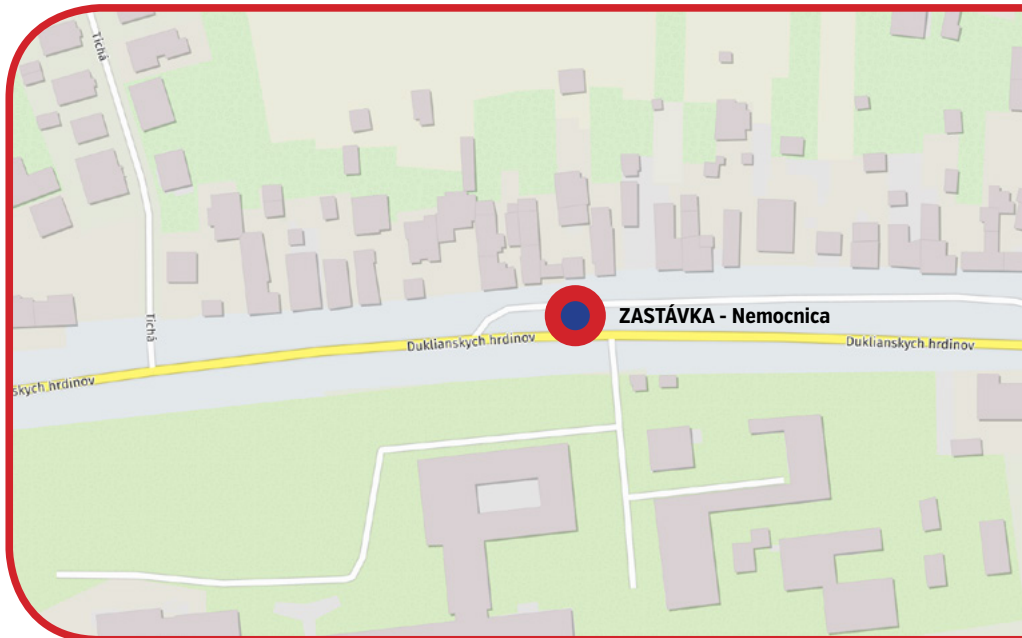 Tichá
Tichá
ZASTÁVKA - Nemocnica
Duklianskych hrdinov
Duklianskych hrdinov
skych hrdinov